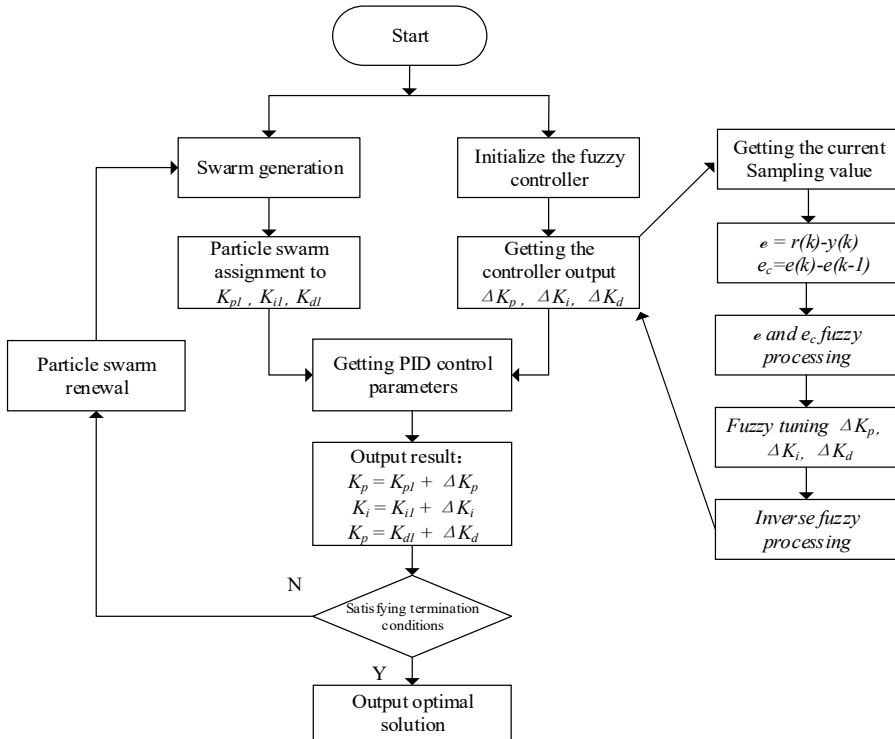 Start
Swarm generation
Initialize the fuzzy
controller
Getting the current
Sampling value
Particle swarm
assignment to
Kp1 , Ki1, Kd1
Getting the
controller output
ΔKp, ΔKi, ΔKd
e = r(k)-y(k)
ec=e(k)-e(k-1)
e and ec fuzzy
processing
Particle swarm
renewal
Getting PID control
parameters
Fuzzy tuning ΔKp,
ΔKi, ΔKd
Output result:
Kp = Kp1 + ΔKp
Ki = Ki1 + ΔKi
Kp = Kd1 + ΔKd
Inverse fuzzy
processing
N
Satisfying termination
conditions
Y
Output optimal
solution